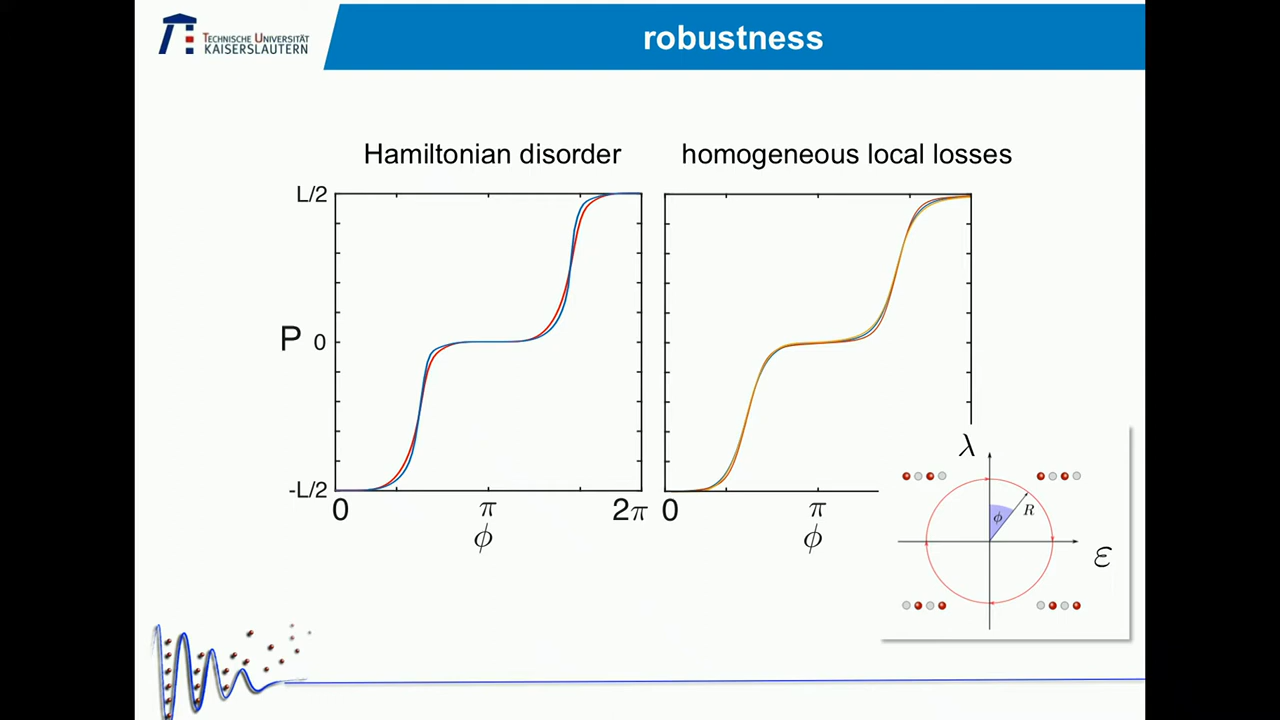 TECHNISCHE UNIVERSITÄT
KAISERSLAUTERN
robustness
Hamiltonian disorder
homogeneous local losses
L/2
P 0
-L/2
0 π 2π
ϕ
0 π
ϕ
λ
ϕ R
ε